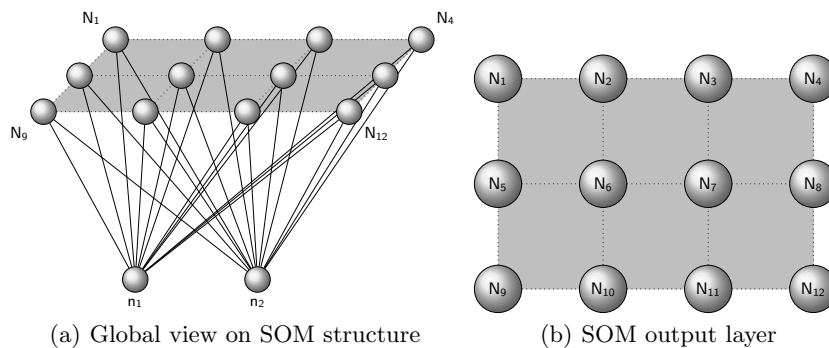 N1
N4
N9
N12
n1
n2
(a) Global view on SOM structure
N1
N2
N3
N4
N5
N6
N7
N8
N9
N10
N11
N12
(b) SOM output layer